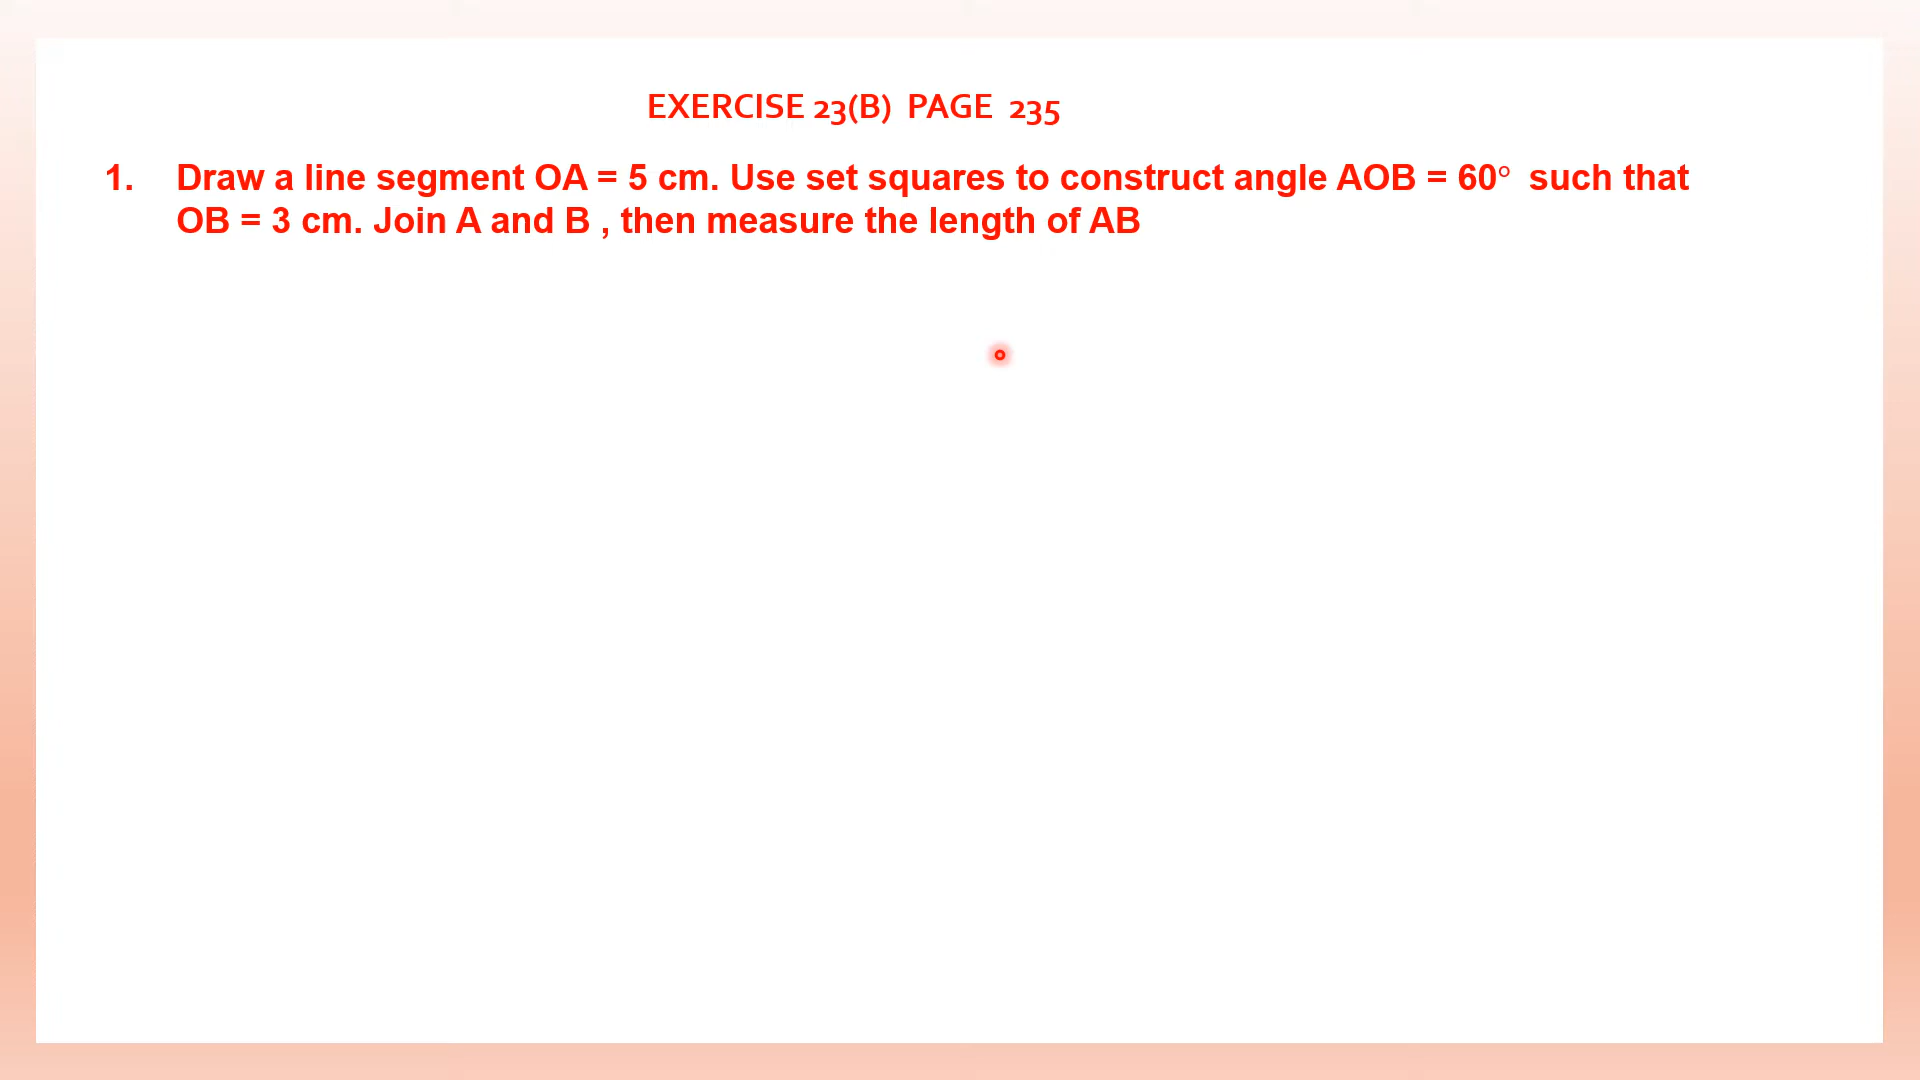 EXERCISE 23(B) PAGE 235
1. Draw a line segment OA = 5 cm. Use set squares to construct angle AOB = 60° such that
OB = 3 cm. Join A and B , then measure the length of AB